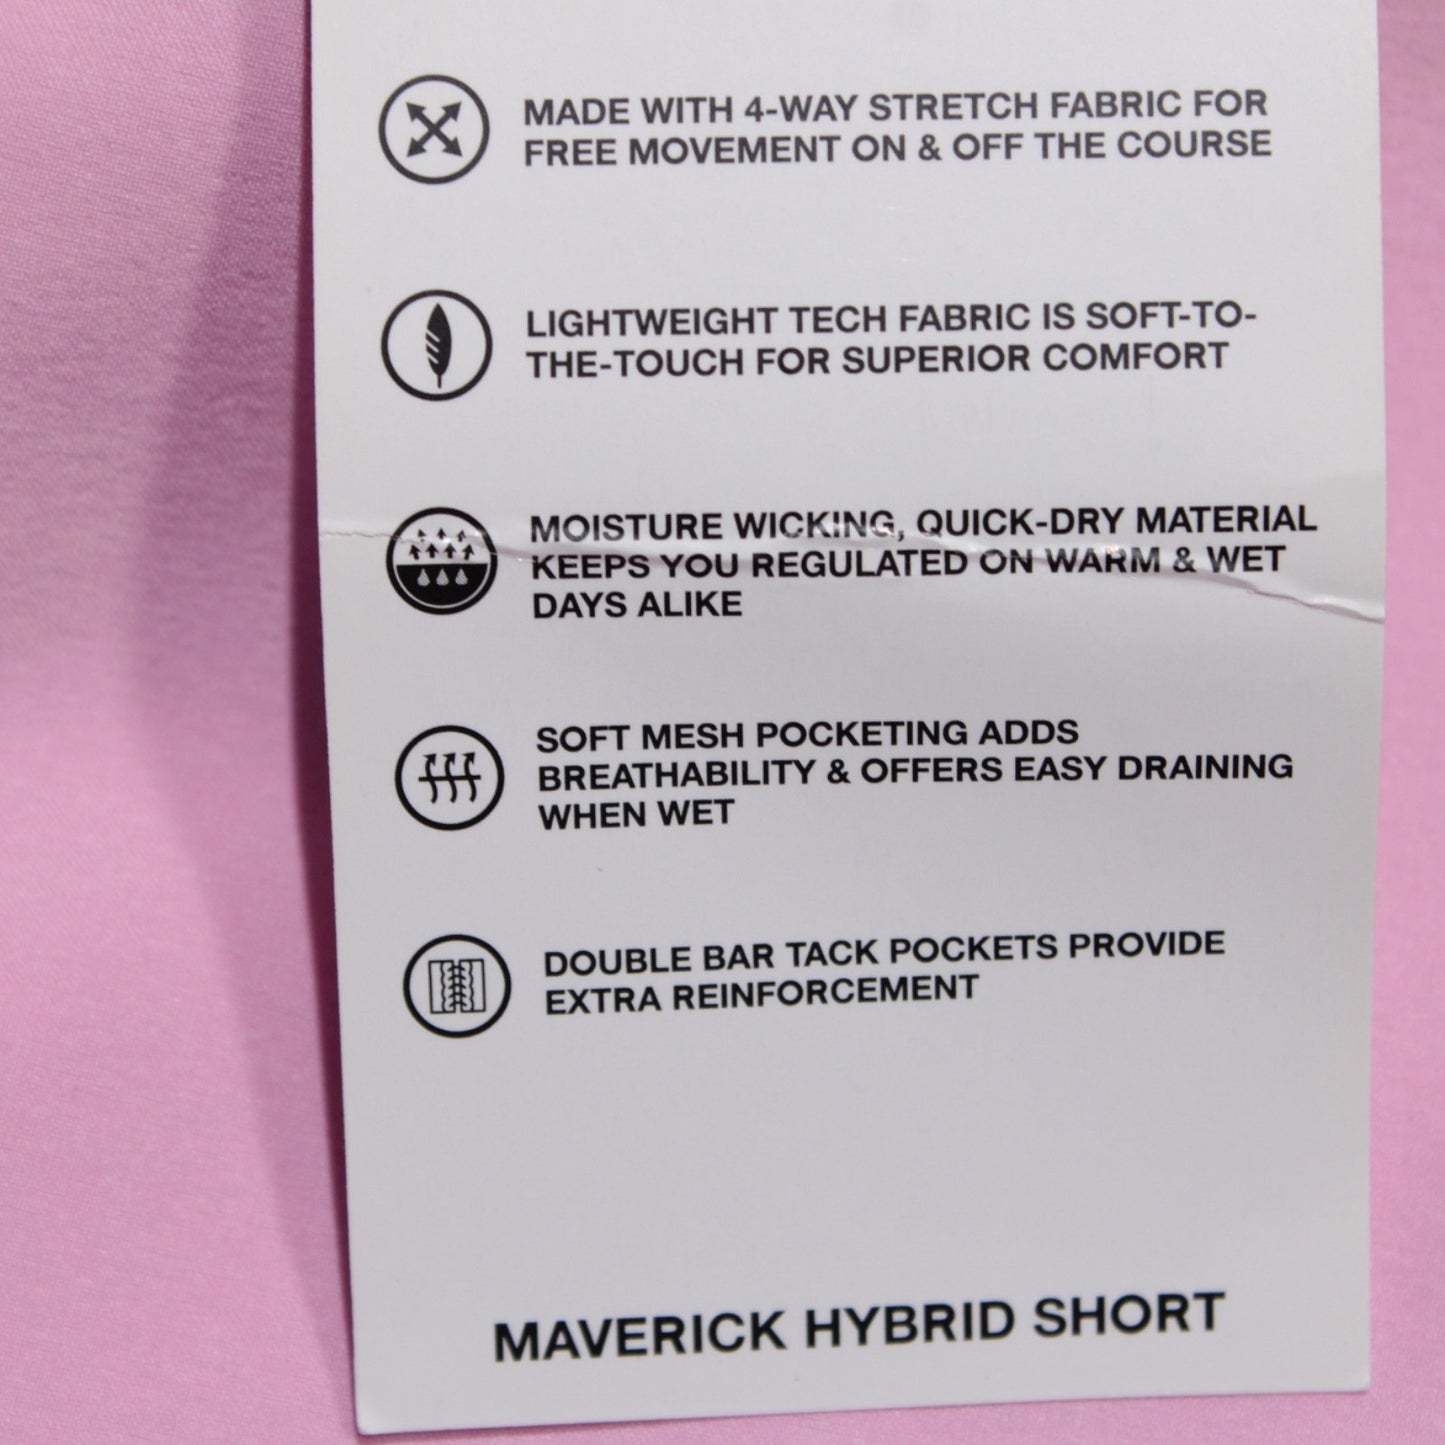 MADE WITH 4-WAY STRETCH FABRIC FOR
FREE MOVEMENT ON & OFF THE COURSE
LIGHTWEIGHT TECH FABRIC IS SOFT-TO-
THE-TOUCH FOR SUPERIOR COMFORT
MOISTURE WICKING, QUICK-DRY MATERIAL
KEEPS YOU REGULATED ON WARM & WET
DAYS ALIKE
SOFT MESH POCKETING ADDS
BREATHABILITY & OFFERS EASY DRAINING
WHEN WET
DOUBLE BAR TACK POCKETS PROVIDE
EXTRA REINFORCEMENT
MAVERICK HYBRID SHORT